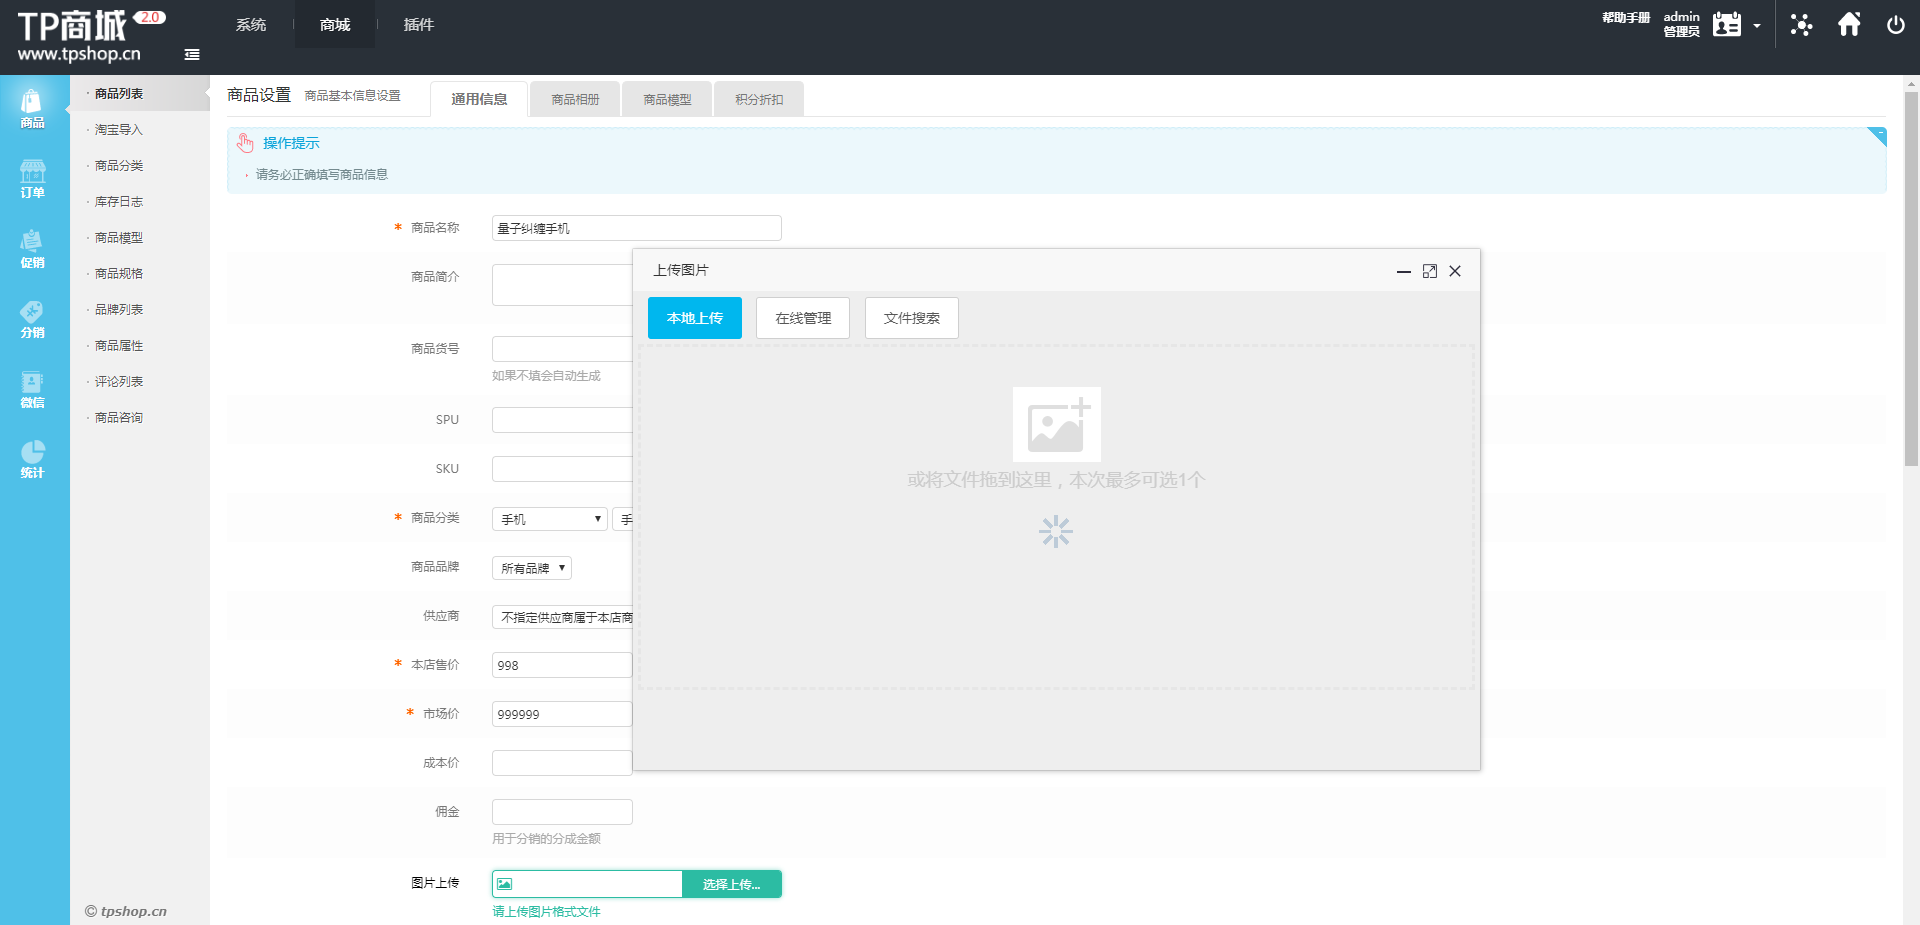 TP商城 2.0
www.tpshop.cn
系统
商城
插件
帮助手册
admin
管理员
商品
订单
促销
分销
微信
统计
· 商品列表
· 淘宝导入
· 商品分类
· 库存日志
· 商品模型
· 商品规格
· 品牌列表
· 商品属性
· 评论列表
· 商品咨询
© tpshop.cn
商品设置 商品基本信息设置
通用信息
商品相册
商品模型
积分折扣
操作提示
请务必正确填写商品信息
* 商品名称 量子纠缠手机
商品简介
商品货号
如果不填会自动生成
SPU
SKU
* 商品分类 手机 手
商品品牌 所有品牌
供应商 不指定供应商属于本店商
* 本店售价 998
* 市场价 999999
成本价
佣金
用于分销的分成金额
图片上传 选择上传...
请上传图片格式文件
上传图片
本地上传
在线管理
文件搜索
或将文件拖到这里，本次最多可选1个